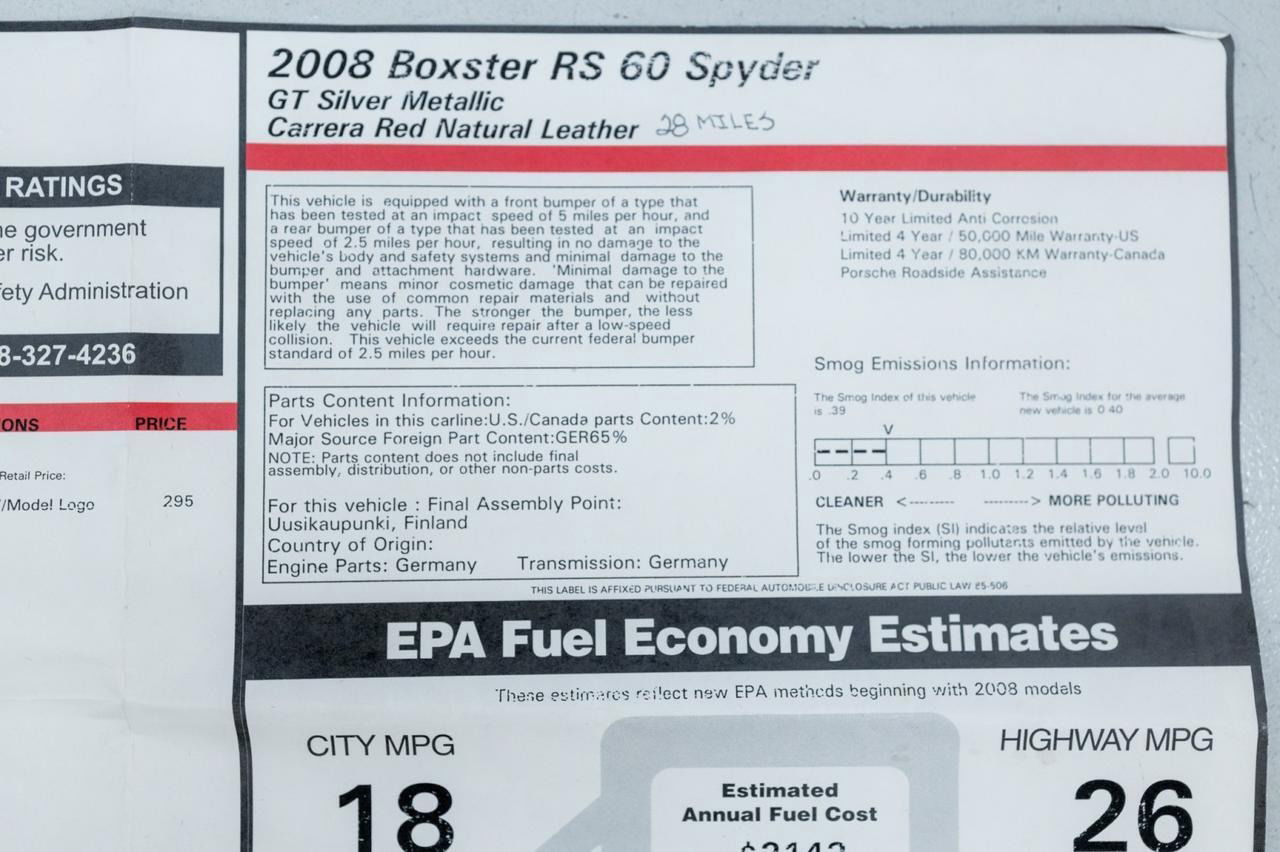 RATINGS
government
risk.
Administration
8-327-4236
PRICE
Retail Price:
/Model Logo 295
2008 Boxster RS 60 Spyder
GT Silver Metallic
Carrera Red Natural Leather 28 MILES
This vehicle is equipped with a front bumper of a type that
has been tested at an impact speed of 5 miles per hour, and
a rear bumper of a type that has been tested at an impact
speed of 2.5 miles per hour, resulting in no damage to the
vehicle's body and safety systems and minimal damage to the
bumper and attachment hardware. 'Minimal damage to the
bumper' means minor cosmetic damage that can be repaired
with the use of common repair materials and without
replacing any parts. The stronger the bumper, the less
likely the vehicle will require repair after a low-speed
collision. This vehicle exceeds the current federal bumper
standard of 2.5 miles per hour.
Warranty/Durability
10 Year Limited Anti Corrosion
Limited 4 Year / 50,000 Mile Warranty-US
Limited 4 Year / 80,000 KM Warranty-Canada
Porsche Roadside Assistance
Parts Content Information:
For Vehicles in this carline:U.S./Canada parts Content:2%
Major Source Foreign Part Content:GER65%
NOTE: Parts content does not include final
assembly, distribution, or other non-parts costs.
For this vehicle : Final Assembly Point:
Uusikaupunki, Finland
Country of Origin:
Engine Parts: Germany Transmission: Germany
Smog Emissions Information:
The Smog Index of this vehicle
is .39
The Smog Index for the average
new vehicle is 0.40
V
.0 .2 .4 .6 .8 1.0 1.2 1.4 1.6 1.8 2.0 10.0
CLEANER <-------- --------> MORE POLLUTING
The Smog index (SI) indicates the relative level
of the smog forming pollutants emitted by the vehicle.
The lower the SI, the lower the vehicle's emissions.
THIS LABEL IS AFFIXED PURSUANT TO FEDERAL AUTOMOBILE DISCLOSURE ACT PUBLIC LAW 85-506
EPA Fuel Economy Estimates
These estimates reflect new EPA methods beginning with 2008 models
CITY MPG
18
Estimated
Annual Fuel Cost
HIGHWAY MPG
26